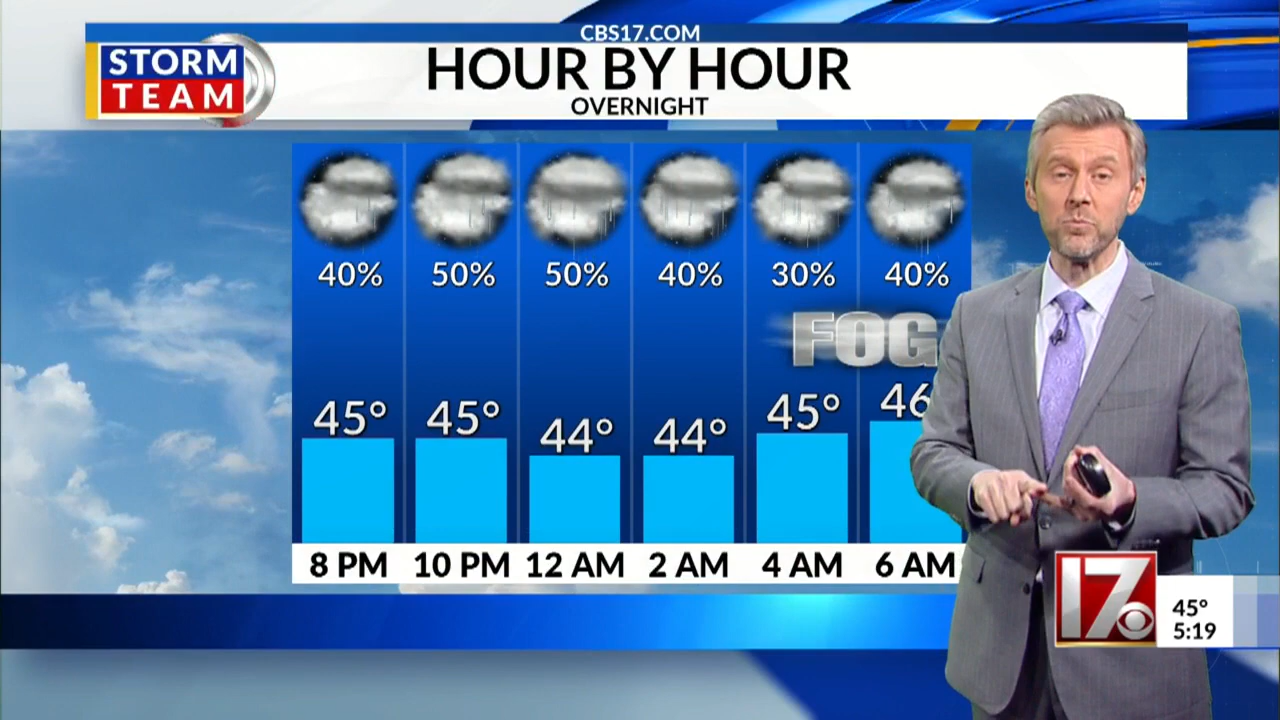 CBS17.COM
STORM
TEAM
HOUR BY HOUR
OVERNIGHT
40% 50% 50% 40% 30% 40%
FOG
45° 45° 44° 44° 45° 46
8 PM 10 PM 12 AM 2 AM 4 AM 6 AM
17
45°
5:19